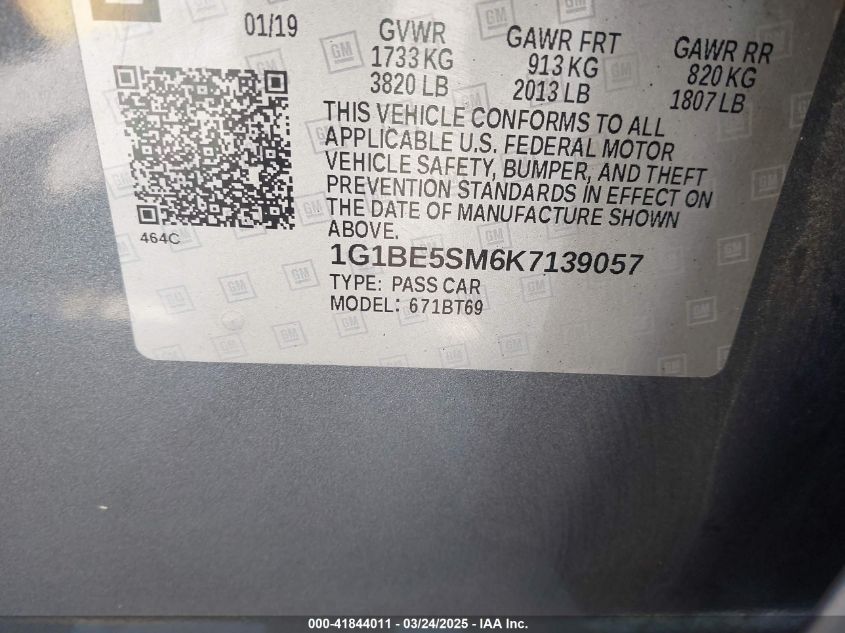 01/19
GVWR
1733 KG
3820 LB
GAWR FRT
913 KG
2013 LB
GAWR RR
820 KG
1807 LB
THIS VEHICLE CONFORMS TO ALL
APPLICABLE U.S. FEDERAL MOTOR
VEHICLE SAFETY, BUMPER, AND THEFT
PREVENTION STANDARDS IN EFFECT ON
THE DATE OF MANUFACTURE SHOWN
ABOVE.
464C
1G1BE5SM6K7139057
TYPE: PASS CAR
MODEL: 671BT69
000-41844011 - 03/24/2025 - IAA Inc.